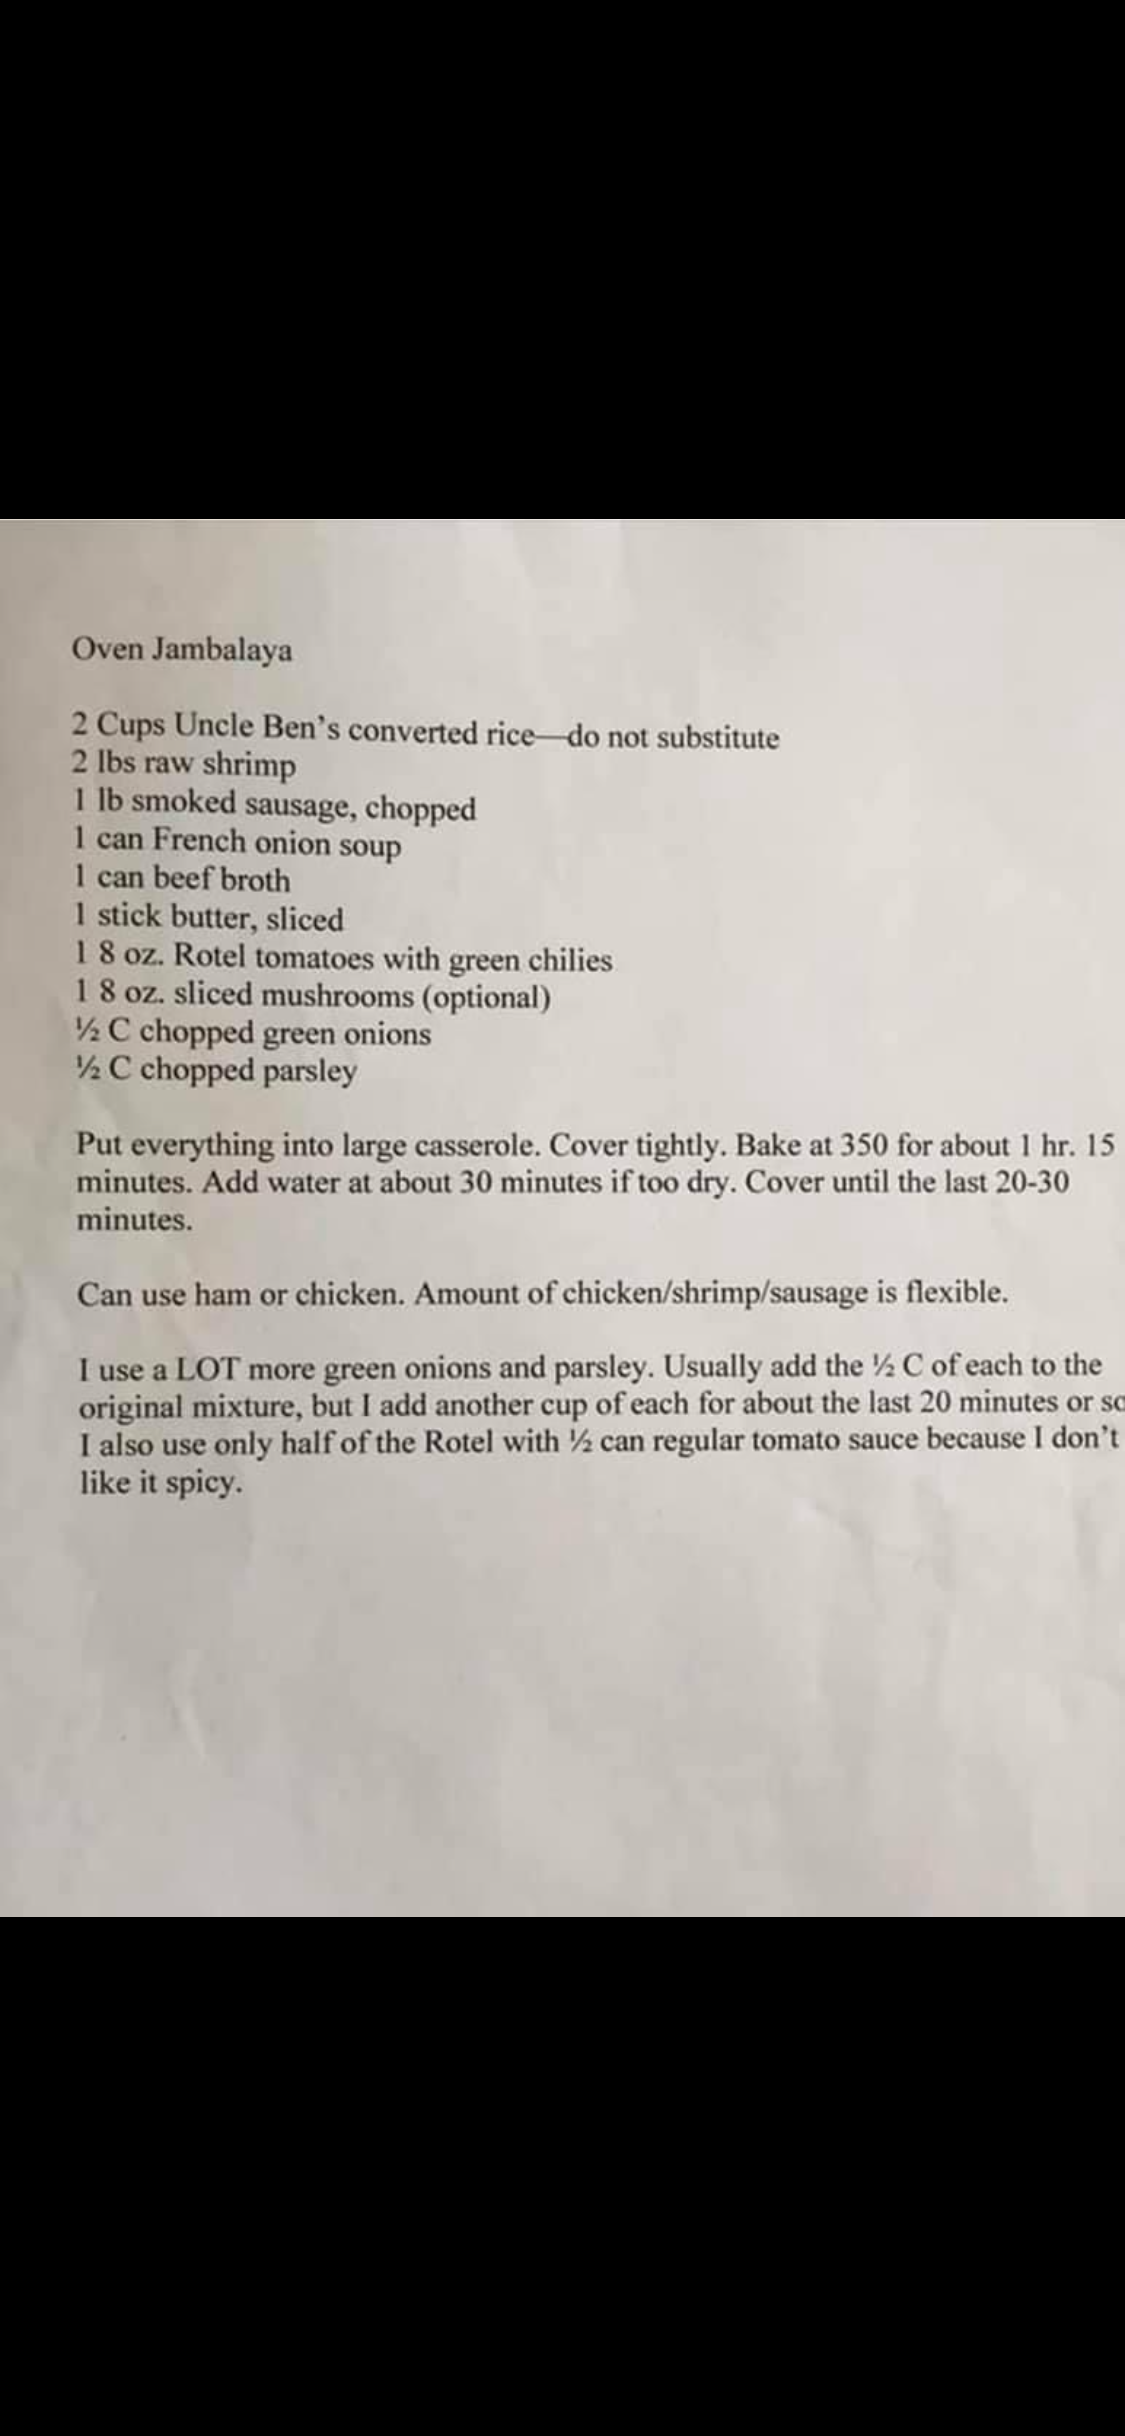 Oven Jambalaya
2 Cups Uncle Ben's converted rice—do not substitute
2 lbs raw shrimp
1 lb smoked sausage, chopped
1 can French onion soup
1 can beef broth
1 stick butter, sliced
1 8 oz. Rotel tomatoes with green chilies
1 8 oz. sliced mushrooms (optional)
½ C chopped green onions
½ C chopped parsley
Put everything into large casserole. Cover tightly. Bake at 350 for about 1 hr. 15
minutes. Add water at about 30 minutes if too dry. Cover until the last 20-30
minutes.
Can use ham or chicken. Amount of chicken/shrimp/sausage is flexible.
I use a LOT more green onions and parsley. Usually add the ½ C of each to the
original mixture, but I add another cup of each for about the last 20 minutes or so
I also use only half of the Rotel with ½ can regular tomato sauce because I don't
like it spicy.